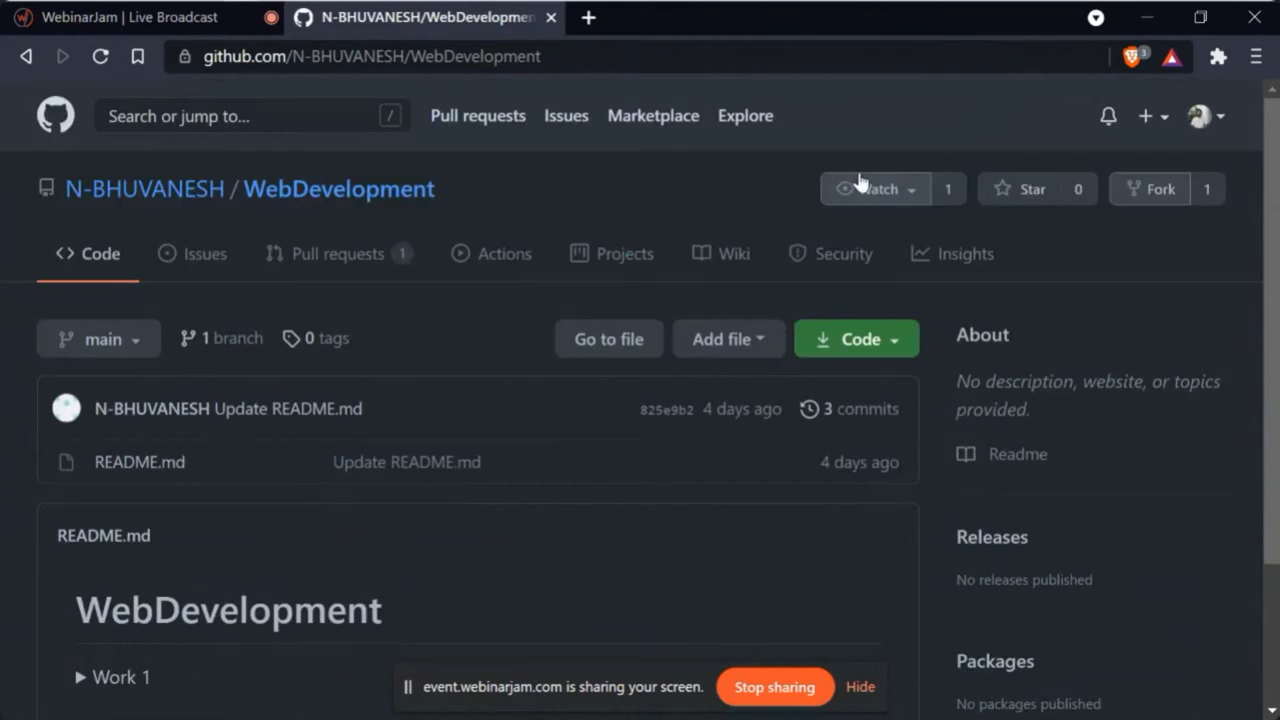 WebinarJam | Live Broadcast
N-BHUVANESH/WebDevelopmen
github.com/N-BHUVANESH/WebDevelopment
3
Search or jump to...
/
Pull requests
Issues
Marketplace
Explore
N-BHUVANESH / WebDevelopment
1
Star
0
Fork
1
Code
Issues
Pull requests 1
Actions
Projects
Wiki
Security
Insights
main
1 branch
0 tags
Go to file
Add file
Code
About
N-BHUVANESH Update README.md
825e9b2 4 days ago
3 commits
No description, website, or topics
provided.
README.md
Update README.md
4 days ago
Readme
README.md
Releases
No releases published
WebDevelopment
Packages
Work 1
event.webinarjam.com is sharing your screen.
Stop sharing
Hide
No packages published